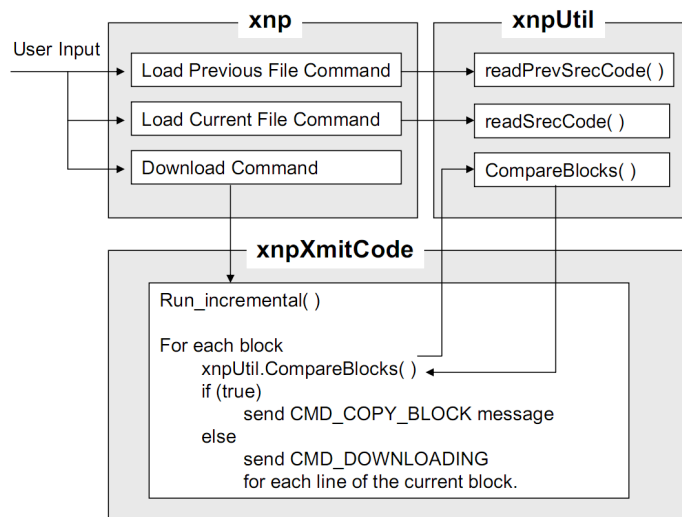 xnp
xnpUtil
User Input
Load Previous File Command
readPrevSrecCode( )
Load Current File Command
readSrecCode( )
Download Command
CompareBlocks( )
xnpXmitCode
Run_incremental( )
For each block
xnpUtil.CompareBlocks( )
if (true)
send CMD_COPY_BLOCK message
else
send CMD_DOWNLOADING
for each line of the current block.